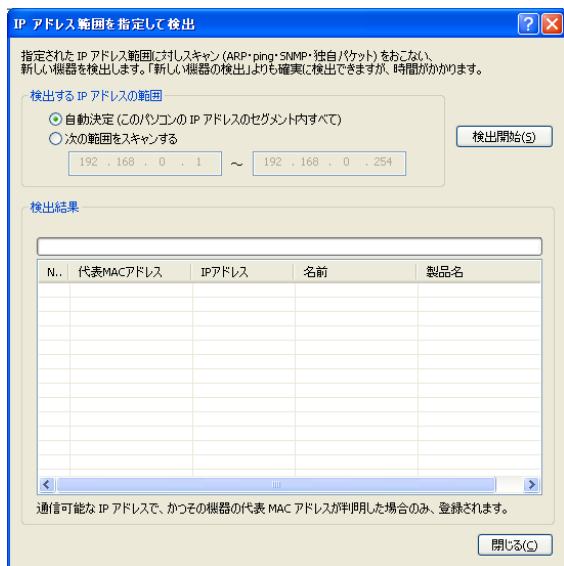 IP アドレス範囲を指定して検出
指定された IP アドレス範囲に対しスキャン (ARP・ping・SNMP・独自パケット) をおこない、
新しい機器を検出します。「新しい機器の検出」よりも確実に検出できますが、時間がかかります。
検出する IP アドレスの範囲
自動決定 (このパソコンの IP アドレスのセグメント内すべて)
次の範囲をスキャンする
検出開始(S)
192 . 168 . 0 . 1 ～ 192 . 168 . 0 . 254
検出結果
N.. 代表MACアドレス IPアドレス 名前 製品名
通信可能な IP アドレスで、かつその機器の代表 MAC アドレスが判明した場合のみ、登録されます。
閉じる(C)